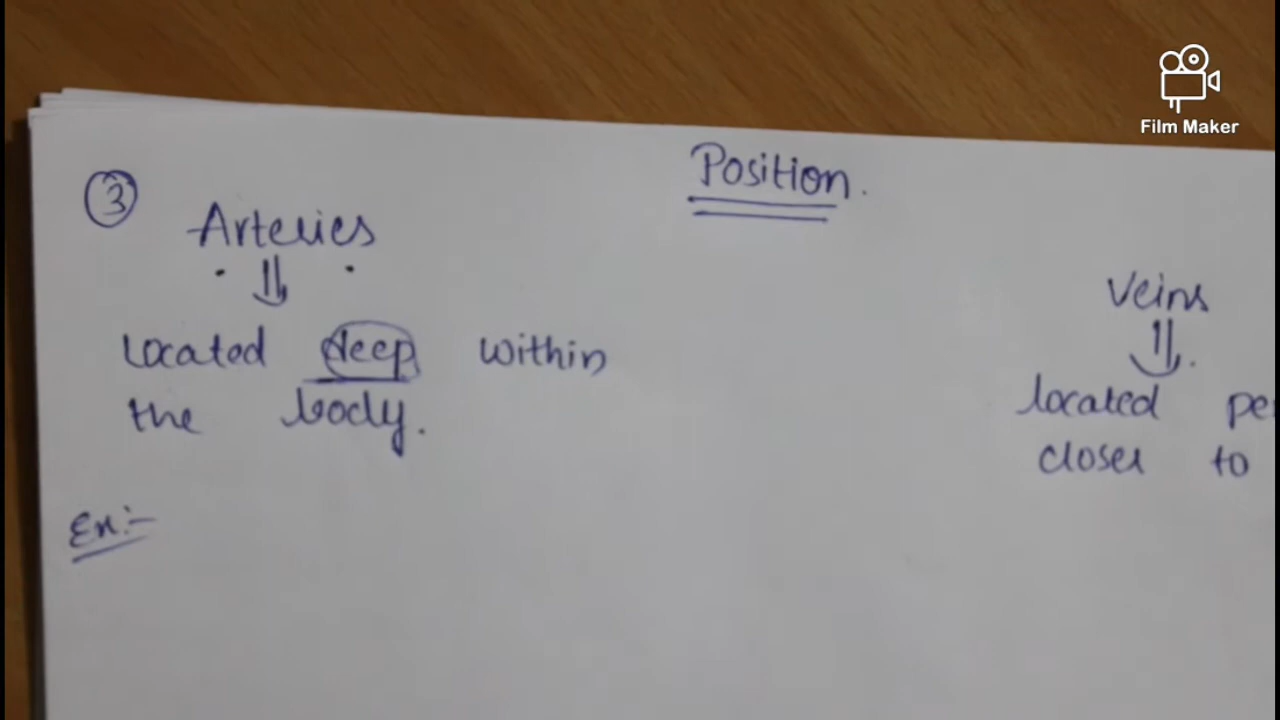 Film Maker
Position.
3
Arteries
⇓
located deep within
the body.
Veins
⇓
located
closer to
Ex:-